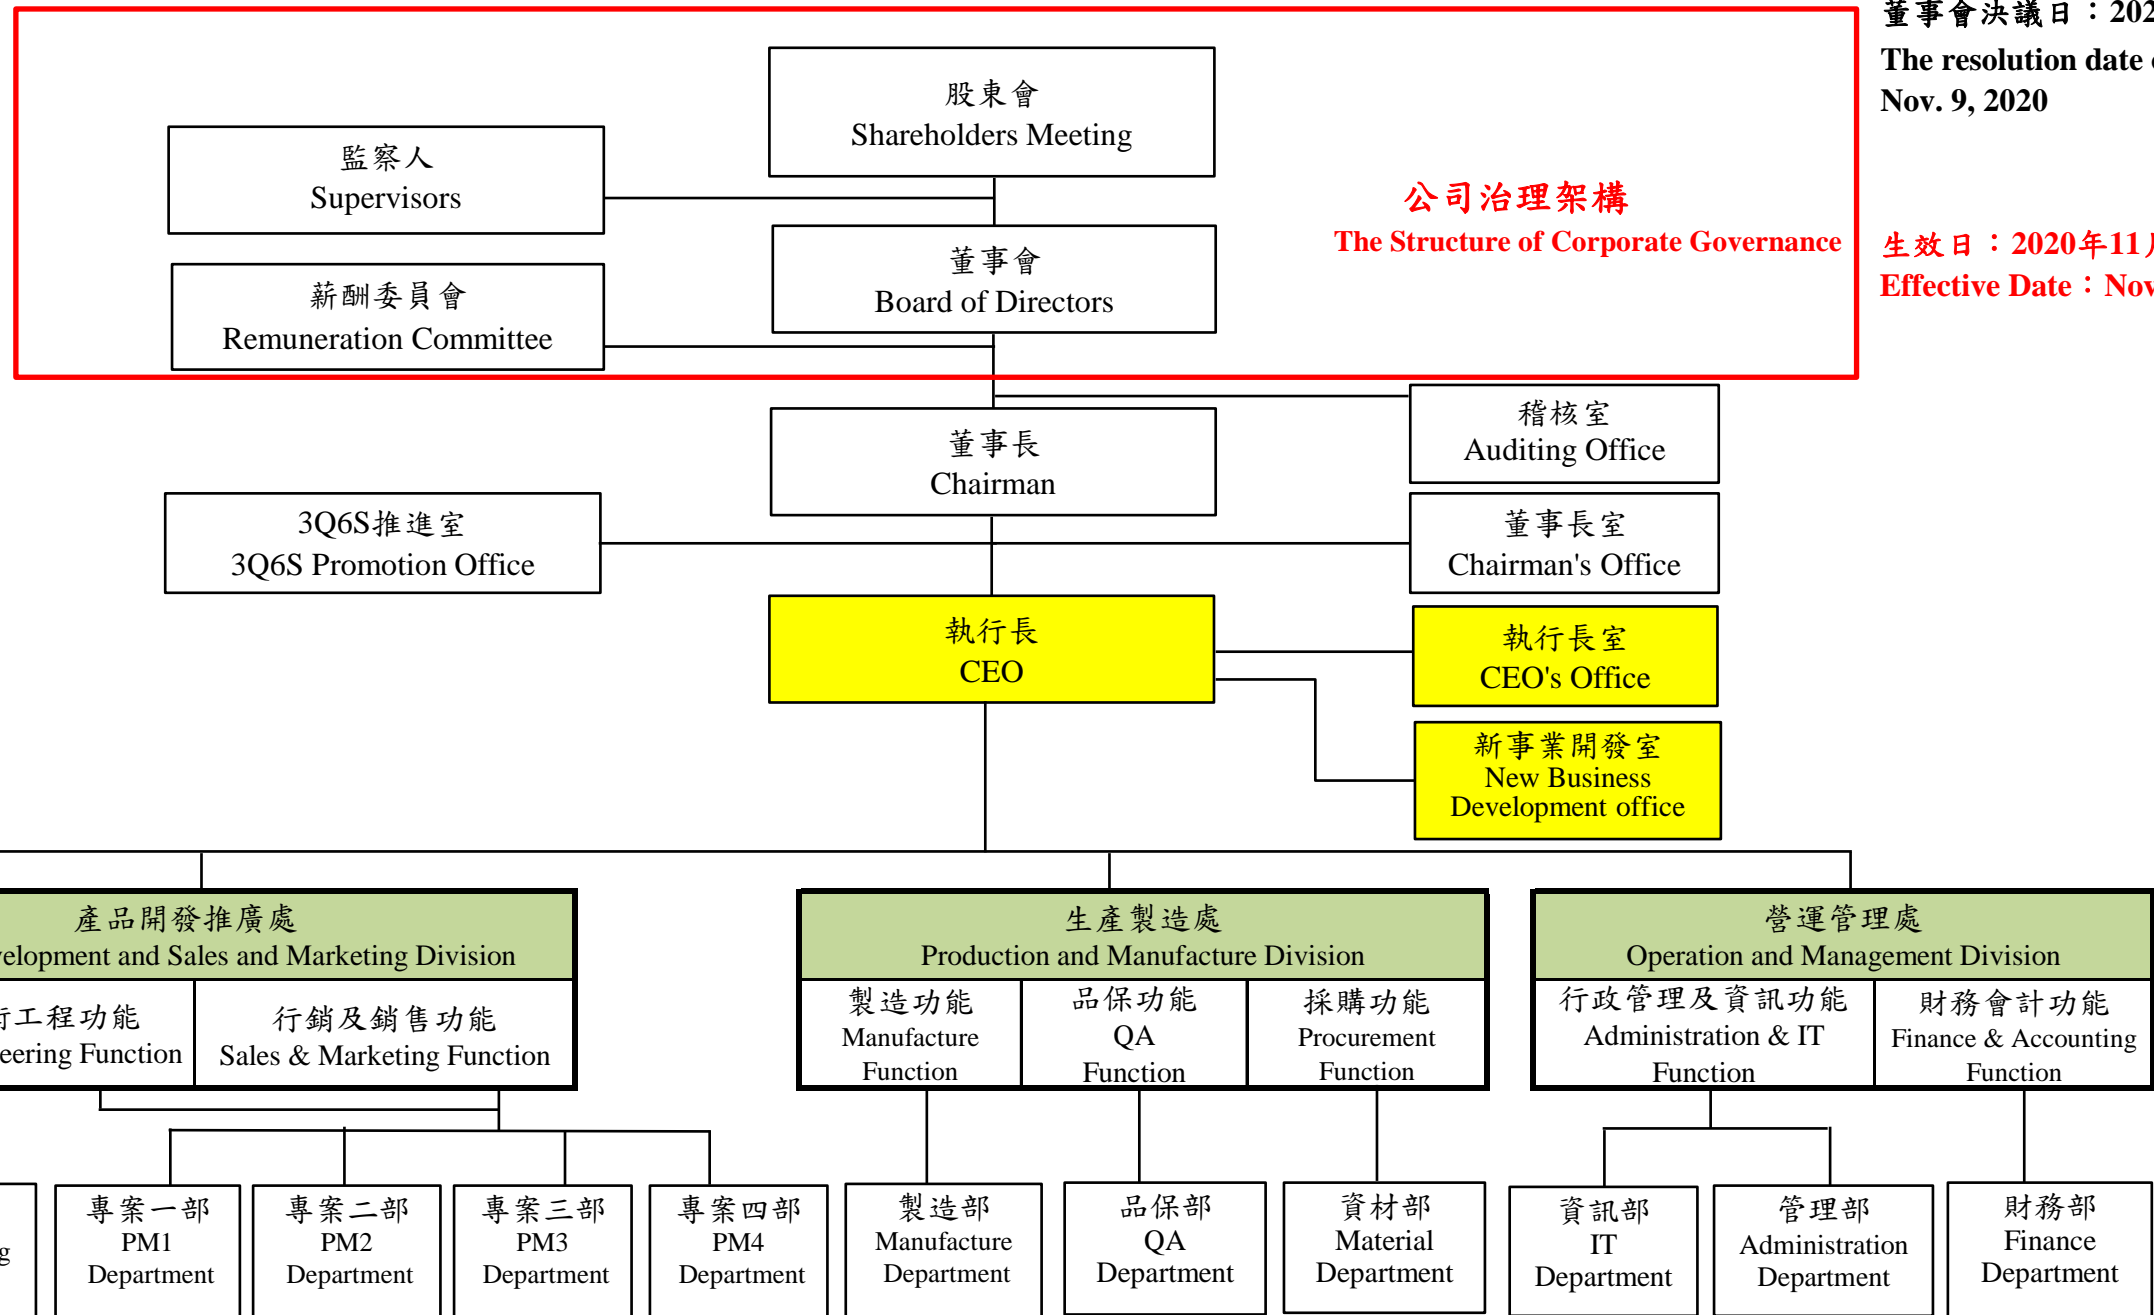 董事會決議日：202
The resolution date
Nov. 9, 2020
股東會
Shareholders Meeting
監察人
Supervisors
公司治理架構
The Structure of Corporate Governance
生效日：2020年11
Effective Date：Nov
董事會
Board of Directors
薪酬委員會
Remuneration Committee
稽核室
Auditing Office
董事長
Chairman
3Q6S推進室
3Q6S Promotion Office
董事長室
Chairman's Office
執行長
CEO
執行長室
CEO's Office
新事業開發室
New Business
Development office
產品開發推廣處
velopment and Sales and Marketing Division
工程功能
eering Function
行銷及銷售功能
Sales & Marketing Function
生產製造處
Production and Manufacture Division
製造功能
Manufacture
Function
品保功能
QA
Function
採購功能
Procurement
Function
營運管理處
Operation and Management Division
行政管理及資訊功能
Administration & IT
Function
財務會計功能
Finance & Accounting
Function
g
專案一部
PM1
Department
專案二部
PM2
Department
專案三部
PM3
Department
專案四部
PM4
Department
製造部
Manufacture
Department
品保部
QA
Department
資材部
Material
Department
資訊部
IT
Department
管理部
Administration
Department
財務部
Finance
Department